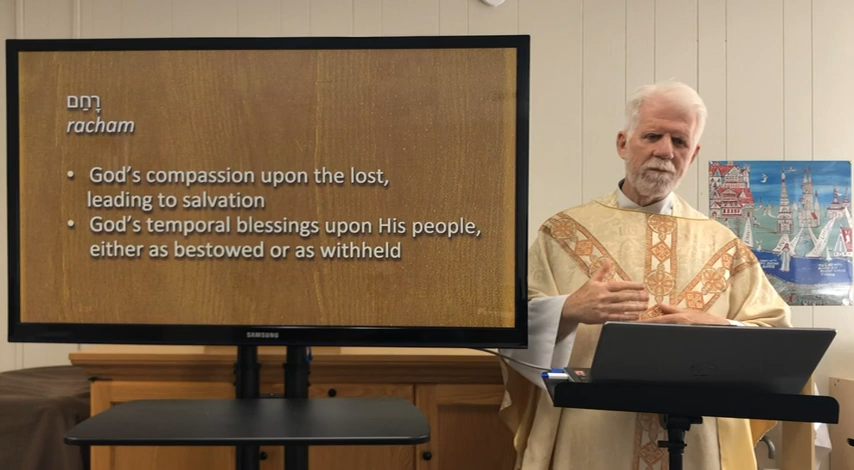 רָחַם
racham
• God's compassion upon the lost,
leading to salvation
• God's temporal blessings upon His people,
either as bestowed or as withheld
SAMSUNG